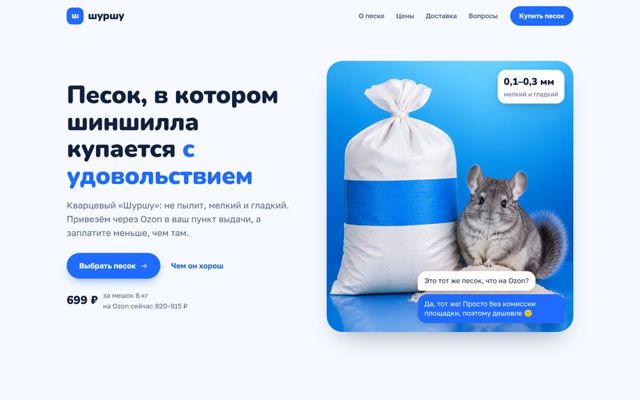 ш шуршу
О песке Цены Доставка Вопросы Купить песок
Песок, в котором
шиншилла
купается с
удовольствием
Кварцевый «Шуршу»: не пылит, мелкий и гладкий.
Привезём через Ozon в ваш пункт выдачи, а
заплатите меньше, чем там.
Выбрать песок → Чем он хорош
699 ₽
за мешок 8 кг
на Ozon сейчас 820–915 ₽
0,1–0,3 мм
мелкий и гладкий
Это тот же песок, что на Ozon?
Да, тот же! Просто без комиссии
площадки, поэтому дешевле 🙂